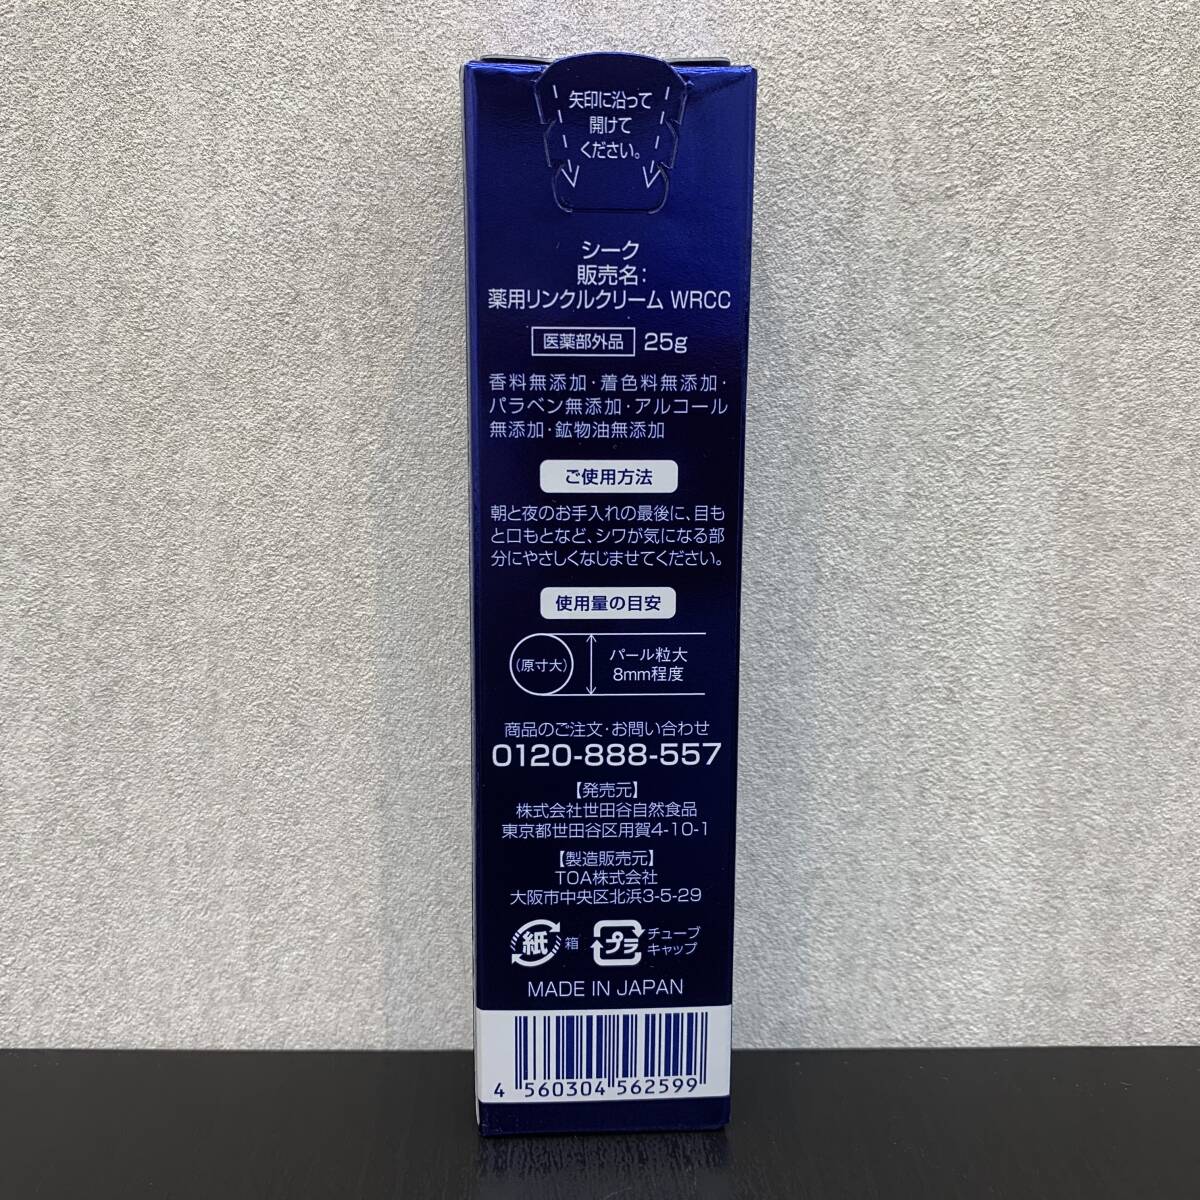 矢印に沿って
開けて
ください。
シーク
販売名:
薬用リンクルクリーム WRCC
医薬部外品 25g
香料無添加・着色料無添加・
パラベン無添加・アルコール
無添加・鉱物油無添加
ご使用方法
朝と夜のお手入れの最後に、目も
と口もとなど、シワが気になる部
分にやさしくなじませてください。
使用量の目安
(原寸大) パール粒大
8mm程度
商品のご注文・お問い合わせ
0120-888-557
【発売元】
株式会社世田谷自然食品
東京都世田谷区用賀4-10-1
【製造販売元】
TOA株式会社
大阪市中央区北浜3-5-29
紙 箱 プラ チューブ
キャップ
MADE IN JAPAN
4 560304 562599